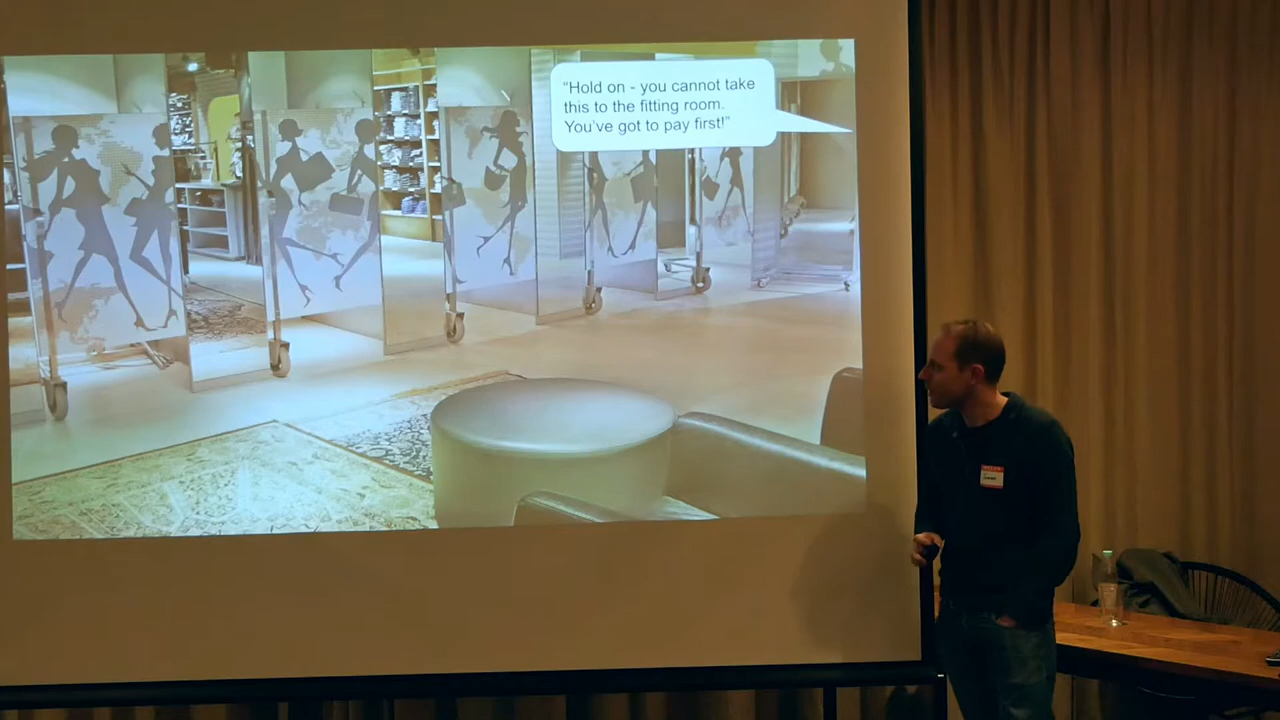 “Hold on - you cannot take
this to the fitting room.
You’ve got to pay first!”